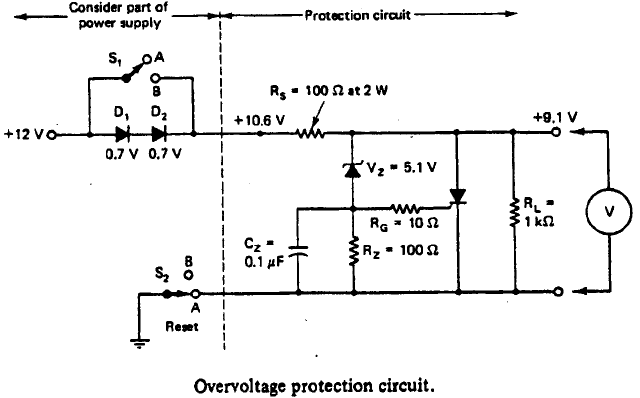 Consider part of
power supply
Protection circuit
S1 A
B
D1 D2
+12 V
0.7 V 0.7 V
+10.6 V
RS = 100 Ω at 2 W
+9.1 V
VZ = 5.1 V
RG = 10 Ω
RL =
1 kΩ
V
CZ =
0.1 μF
RZ = 100 Ω
S2 B
A
Reset
Overvoltage protection circuit.